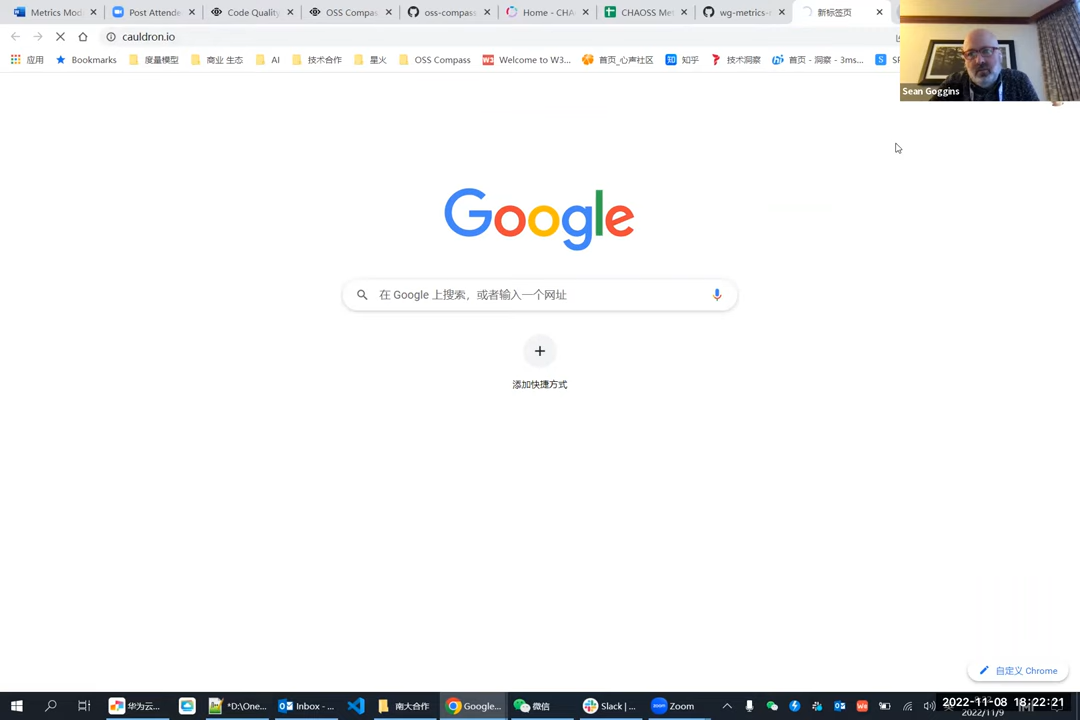 Metrics Mod
Post Attende
Code Quality
OSS Compas
oss-compass
Home - CHA
CHAOSS Me
wg-metrics-
新标签页
cauldron.io
应用
Bookmarks
度量模型
商业 生态
AI
技术合作
星火
OSS Compass
Welcome to W3...
首页_心声社区
知 知乎
技术洞察
首页 - 洞察 - 3ms...
S
Sean Goggins
Google
在 Google 上搜索，或者输入一个网址
添加快捷方式
自定义 Chrome
华为云...
*D:\One...
Inbox - ...
南大合作
Google...
微信
Slack | ...
zoom Zoom
2022-11-08 18:22:21
2022/11/9